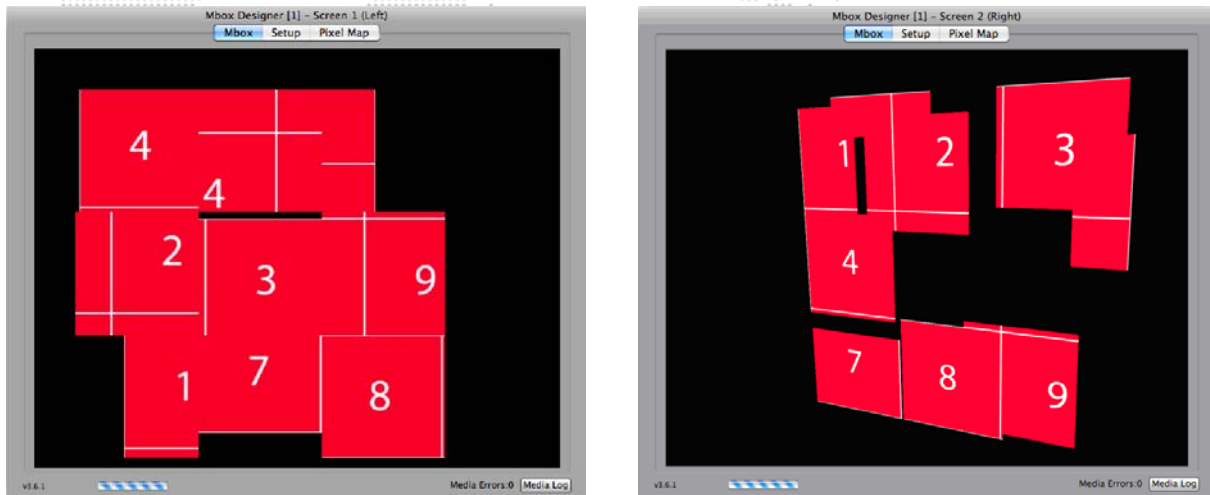 Mbox Designer [1] – Screen 1 (Left)
Mbox Setup Pixel Map
4
4
2
3
9
1
7
8
v3.6.1
Media Errors:0 Media Log
Mbox Designer [1] – Screen 2 (Right)
Mbox Setup Pixel Map
1
2
3
4
7
8
9
v3.6.1
Media Errors:0 Media Log